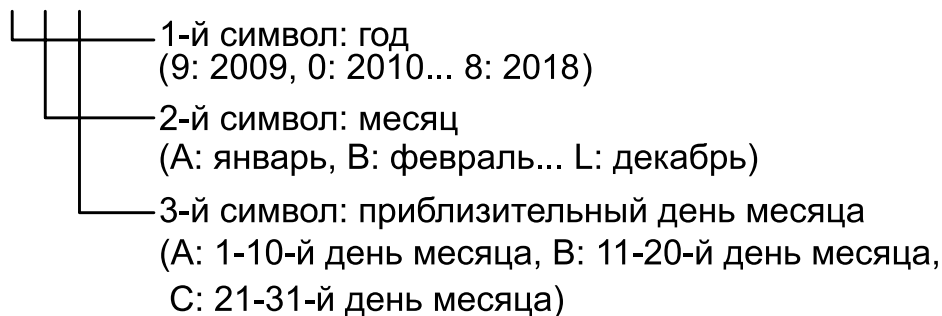 1-й символ: год
(9: 2009, 0: 2010... 8: 2018)
2-й символ: месяц
(A: январь, B: февраль... L: декабрь)
3-й символ: приблизительный день месяца
(A: 1-10-й день месяца, B: 11-20-й день месяца,
C: 21-31-й день месяца)